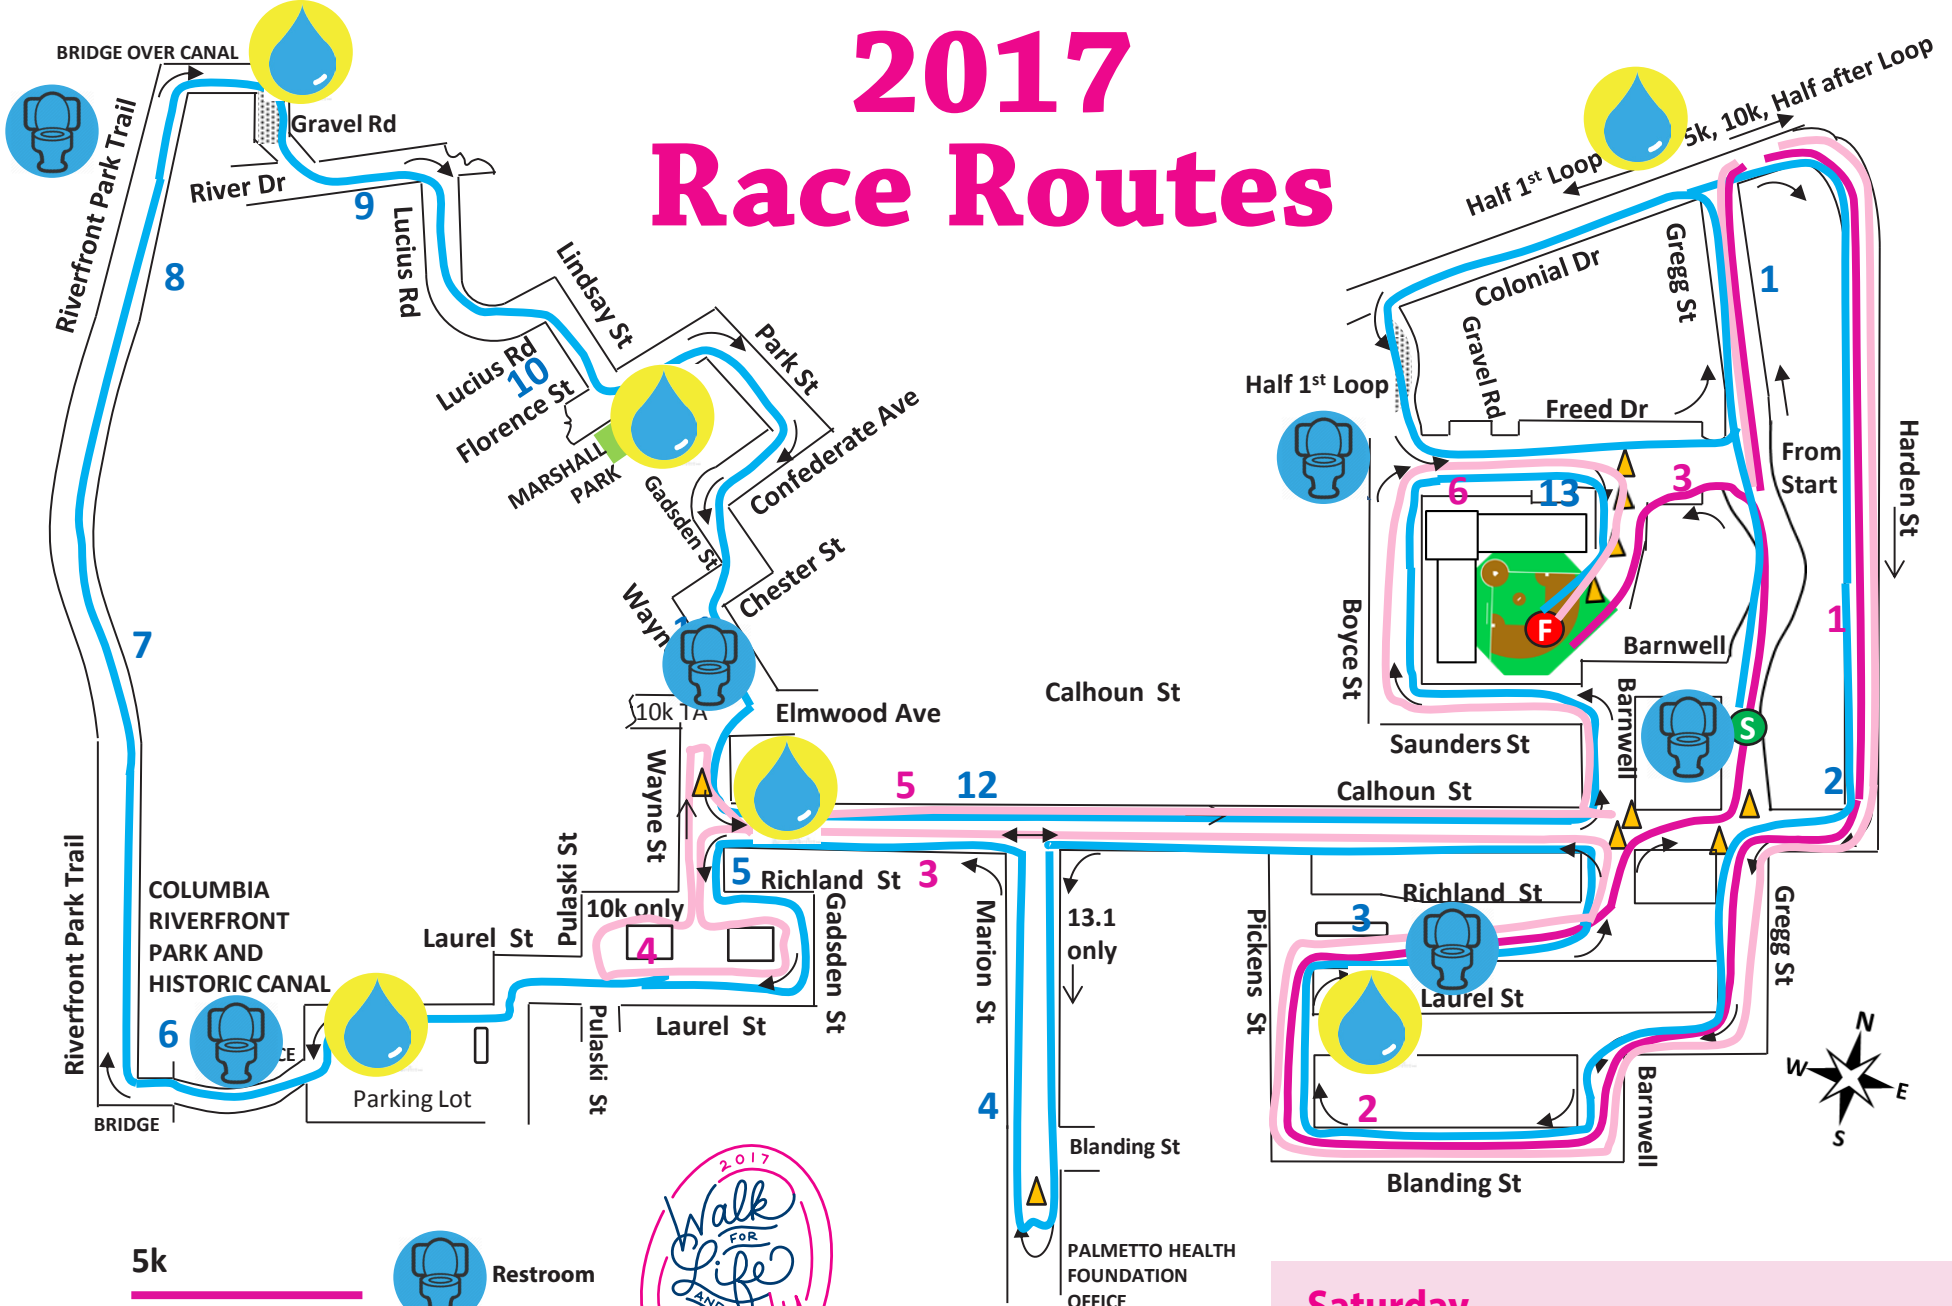 2017
Race Routes
BRIDGE OVER CANAL
Riverfront Park Trail
Gravel Rd
River Dr
9
8
Lucius Rd
Lindsay St
Lucius Rd
10
Florence St
MARSHALL
PARK
Park St
Confederate Ave
Gadsden St
Chester St
7
10k TA
Elmwood Ave
Calhoun St
Wayne St
5
12
Calhoun St
Half 1st Loop
5k, 10k, Half after Loop
Colonial Dr
Gregg St
1
Gravel Rd
Half 1st Loop
Freed Dr
From
Start
Harden St
3
6
13
F
Boyce St
Barnwell
Barnwell
1
S
Saunders St
2
Riverfront Park Trail
COLUMBIA
RIVERFRONT
PARK AND
HISTORIC CANAL
Pulaski St
Laurel St
10k only
4
5
Richland St
3
Gadsden St
Marion St
13.1
only
Pickens St
Richland St
3
Laurel St
Gregg St
6
Laurel St
Pulaski St
Parking Lot
BRIDGE
4
Blanding St
2
Barnwell
Blanding St
N
W
E
S
2017
Walk
FOR
Life
AND
PALMETTO HEALTH
FOUNDATION
OFFICE
5k
Restroom
Saturday